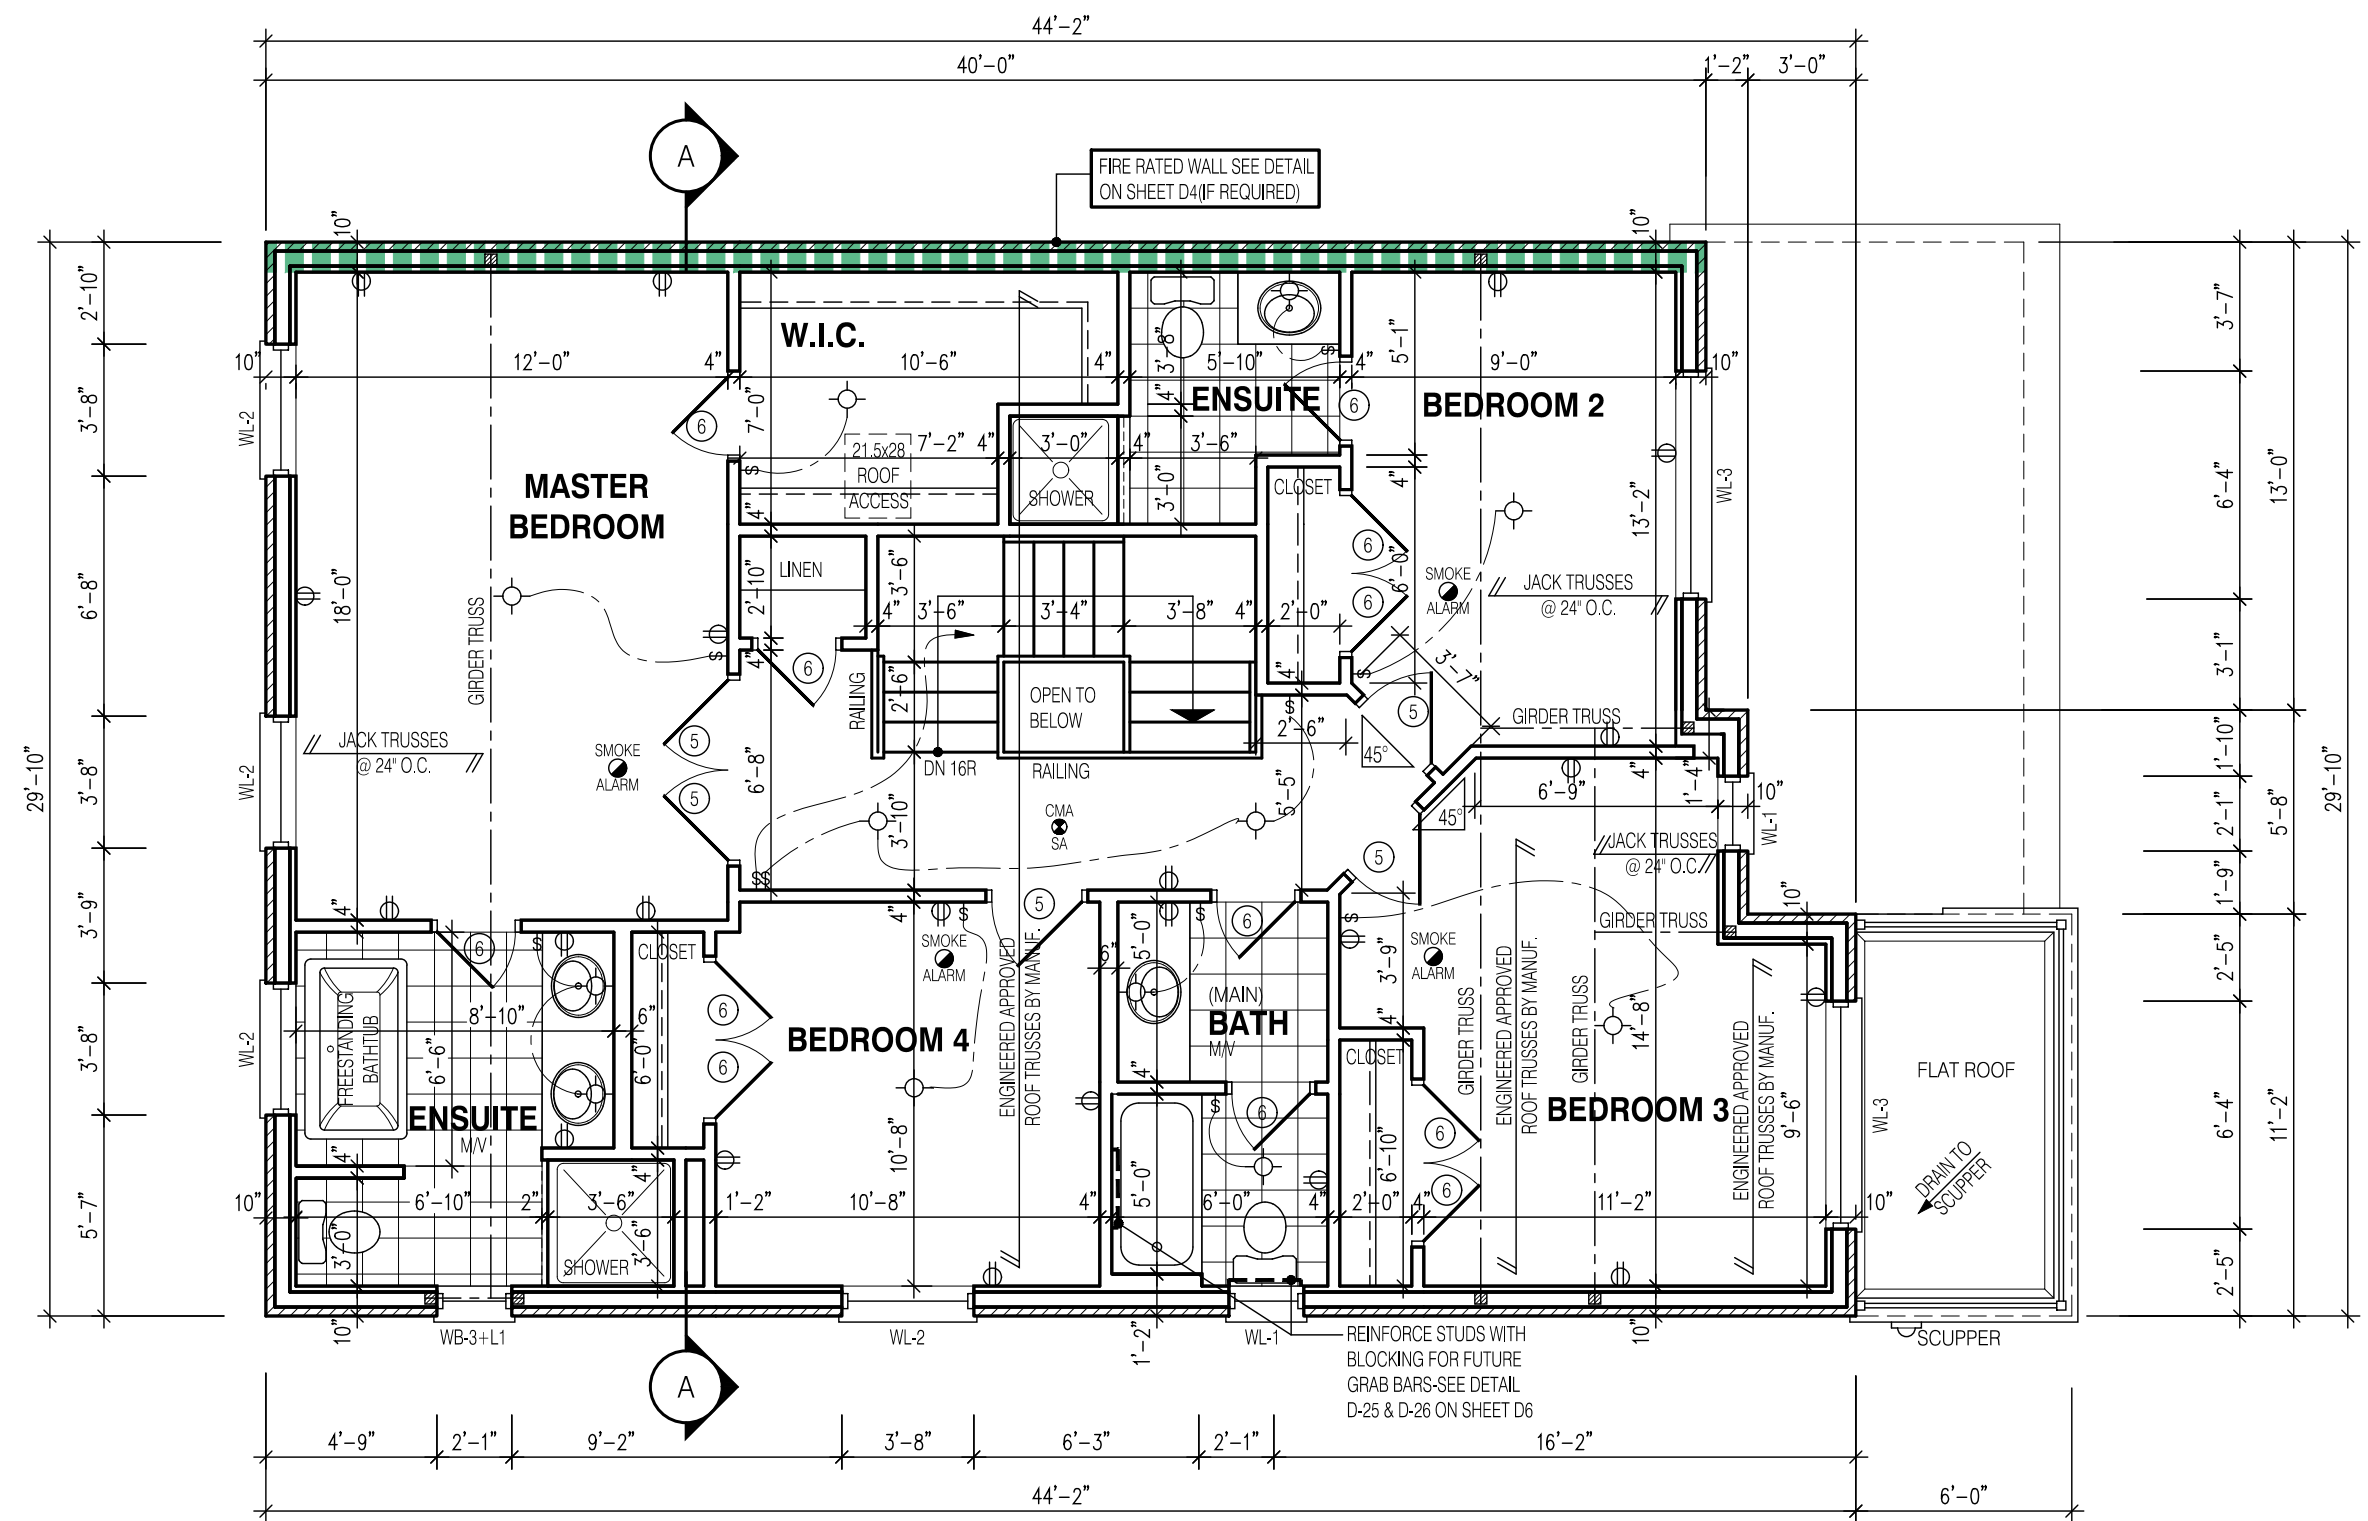 44'-2"
40'-0"
1'-2"
3'-0"
A
FIRE RATED WALL SEE DETAIL
ON SHEET D4(IF REQUIRED)
10"
10"
29'-10"
2'-10"
3'-8"
6'-8"
3'-8"
3'-9"
3'-8"
5'-7"
WL-2
WL-2
WL-2
10"
12'-0"
4"
10'-6"
4"
5'-10"
4"
9'-0"
10"
W.I.C.
3'-8"
4"
5'-1"
ENSUITE
BEDROOM 2
6
6
7'-0"
21.5x28
ROOF
ACCESS
7'-2"
4"
3'-0"
4"
3'-6"
4"
SHOWER
3'-0"
CLOSET
S
S
MASTER
BEDROOM
18'-0"
GIRDER TRUSS
4"
LINEN
2'-10"
4"
6
3'-6"
4"
3'-6"
3'-4"
3'-8"
4"
2'-0"
6
6
6'-0"
13'-2"
WL-3
SMOKE
ALARM
JACK TRUSSES
@ 24" O.C.
3'-7"
S
S
4"
S
RAILING
2'-6"
OPEN TO
BELOW
DN 16R
RAILING
2'-6"
45°
5
GIRDER TRUSS
JACK TRUSSES
@ 24" O.C.
SMOKE
ALARM
5
5
6'-8"
3'-10"
CMA
SA
5'-5"
45°
5
6'-9"
4"
1'-4"
10"
WL-1
JACK TRUSSES
@ 24" O.C.
GIRDER TRUSS
10"
SS
4"
6
S
CLOSET
4"
S
SMOKE
ALARM
5
6"
5'-0"
S
6
S
SMOKE
ALARM
3'-9"
4"
FREESTANDING
BATHTUB
8'-10"
6"
6'-6"
6'-0"
6
6
BEDROOM 4
ENGINEERED APPROVED
ROOF TRUSSES BY MANUF.
(MAIN)
BATH
M/V
4"
S
6
CLOSET
GIRDER TRUSS
ENGINEERED APPROVED
ROOF TRUSSES BY MANUF.
GIRDER TRUSS
14'-8"
BEDROOM 3
ENGINEERED APPROVED
ROOF TRUSSES BY MANUF.
9'-6"
WL-3
FLAT ROOF
DRAIN TO
SCUPPER
ENSUITE
M/V
4"
4"
10'-8"
5'-0"
6'-10"
6
6
10"
6'-10"
2"
3'-6"
1'-2"
10'-8"
4"
6'-0"
4"
2'-0"
4"
11'-2"
10"
3'-0"
SHOWER
3'-6"
10"
1'-2"
10"
WB-3+L1
WL-2
WL-1
REINFORCE STUDS WITH
BLOCKING FOR FUTURE
GRAB BARS-SEE DETAIL
D-25 & D-26 ON SHEET D6
SCUPPER
A
3'-7"
6'-4"
3'-1"
1'-10"
2'-1"
1'-9"
2'-5"
6'-4"
2'-5"
13'-0"
5'-8"
11'-2"
29'-10"
4'-9"
2'-1"
9'-2"
3'-8"
6'-3"
2'-1"
16'-2"
44'-2"
6'-0"